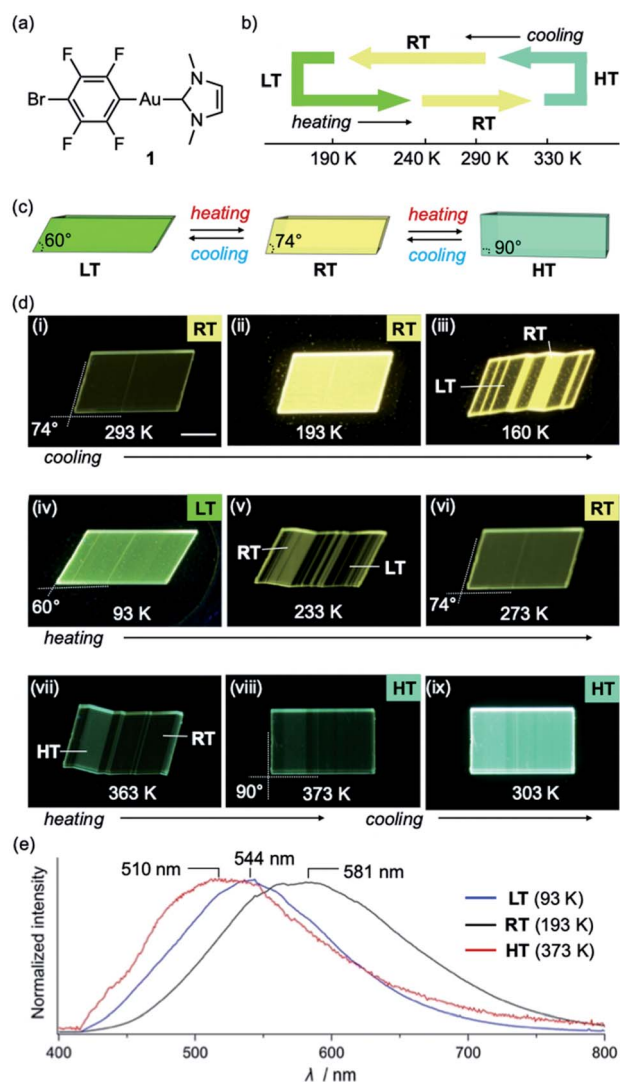 (a)
F
F
Br
Au
N
N
F
F
1
b)
RT
cooling
LT
HT
heating
RT
190 K
240 K
290 K
330 K
(c)
60°
LT
heating
cooling
74°
RT
heating
cooling
90°
HT
(d)
(i)
RT
74°
293 K
(ii)
RT
193 K
(iii)
RT
LT
160 K
cooling
(iv)
LT
60°
93 K
(v)
RT
LT
233 K
(vi)
RT
74°
273 K
heating
(vii)
HT
RT
363 K
(viii)
HT
90°
373 K
(ix)
HT
303 K
heating
cooling
(e)
510 nm
544 nm
581 nm
LT (93 K)
RT (193 K)
HT (373 K)
Normalized intensity
400
500
600
700
800
λ / nm